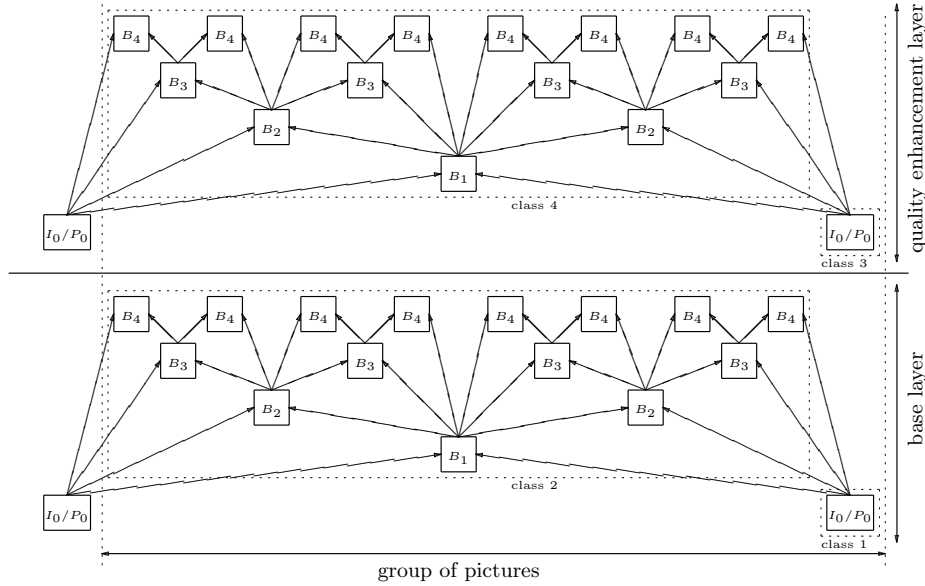 B4 B4 B4 B4 B4 B4 B4 B4
B3 B3 B3 B3
B2 B2
B1
class 4
I0/P0 I0/P0
class 3
quality enhancement layer
B4 B4 B4 B4 B4 B4 B4 B4
B3 B3 B3 B3
B2 B2
B1
class 2
I0/P0 I0/P0
class 1
base layer
group of pictures